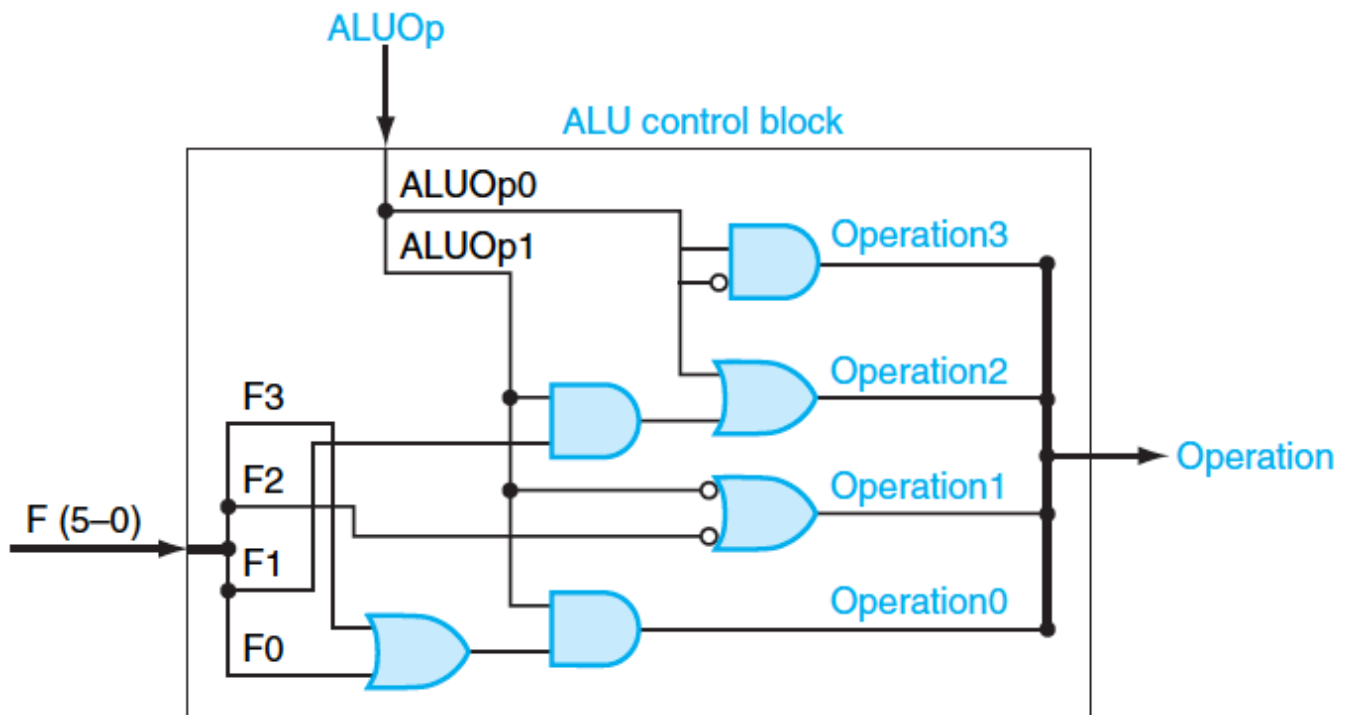 ALUOp
ALU control block
ALUOp0
ALUOp1
Operation3
Operation2
F3
F2
Operation1
Operation
F (5–0)
F1
Operation0
F0